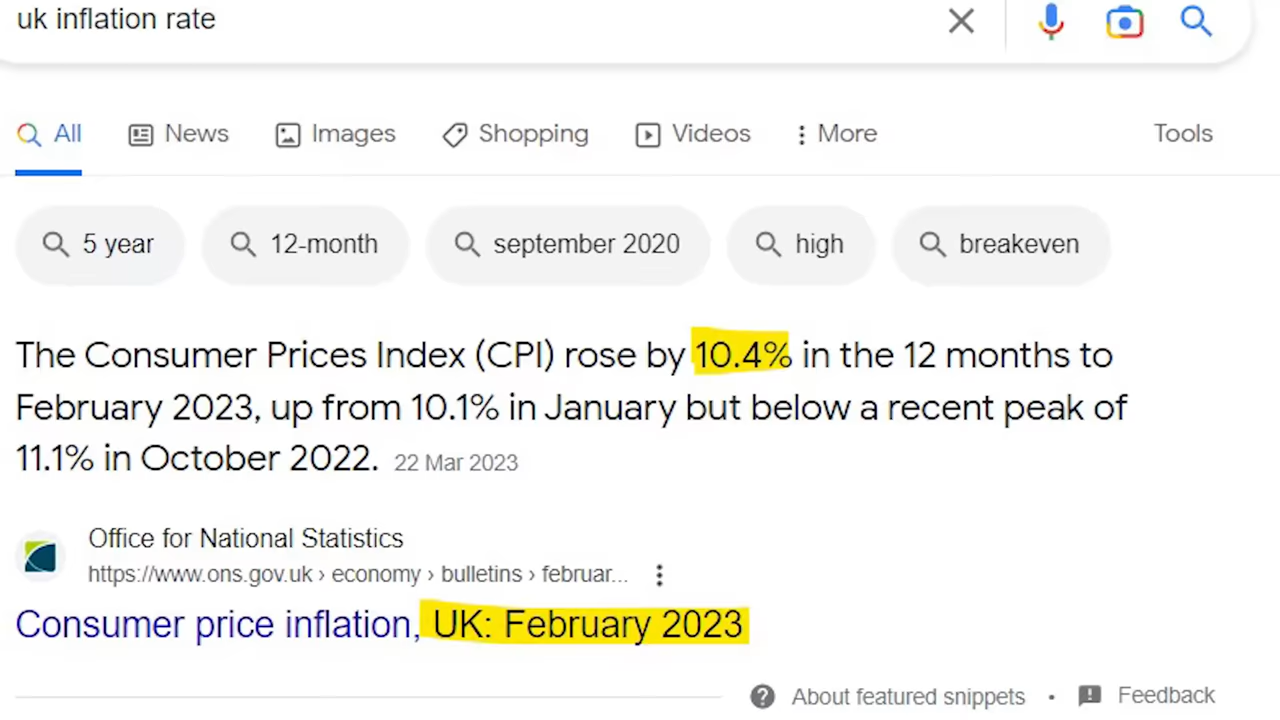 uk inflation rate
All News Images Shopping Videos More Tools
5 year 12-month september 2020 high breakeven
The Consumer Prices Index (CPI) rose by 10.4% in the 12 months to
February 2023, up from 10.1% in January but below a recent peak of
11.1% in October 2022. 22 Mar 2023
Office for National Statistics
https://www.ons.gov.uk › economy › bulletins › februar...
Consumer price inflation, UK: February 2023
About featured snippets • Feedback